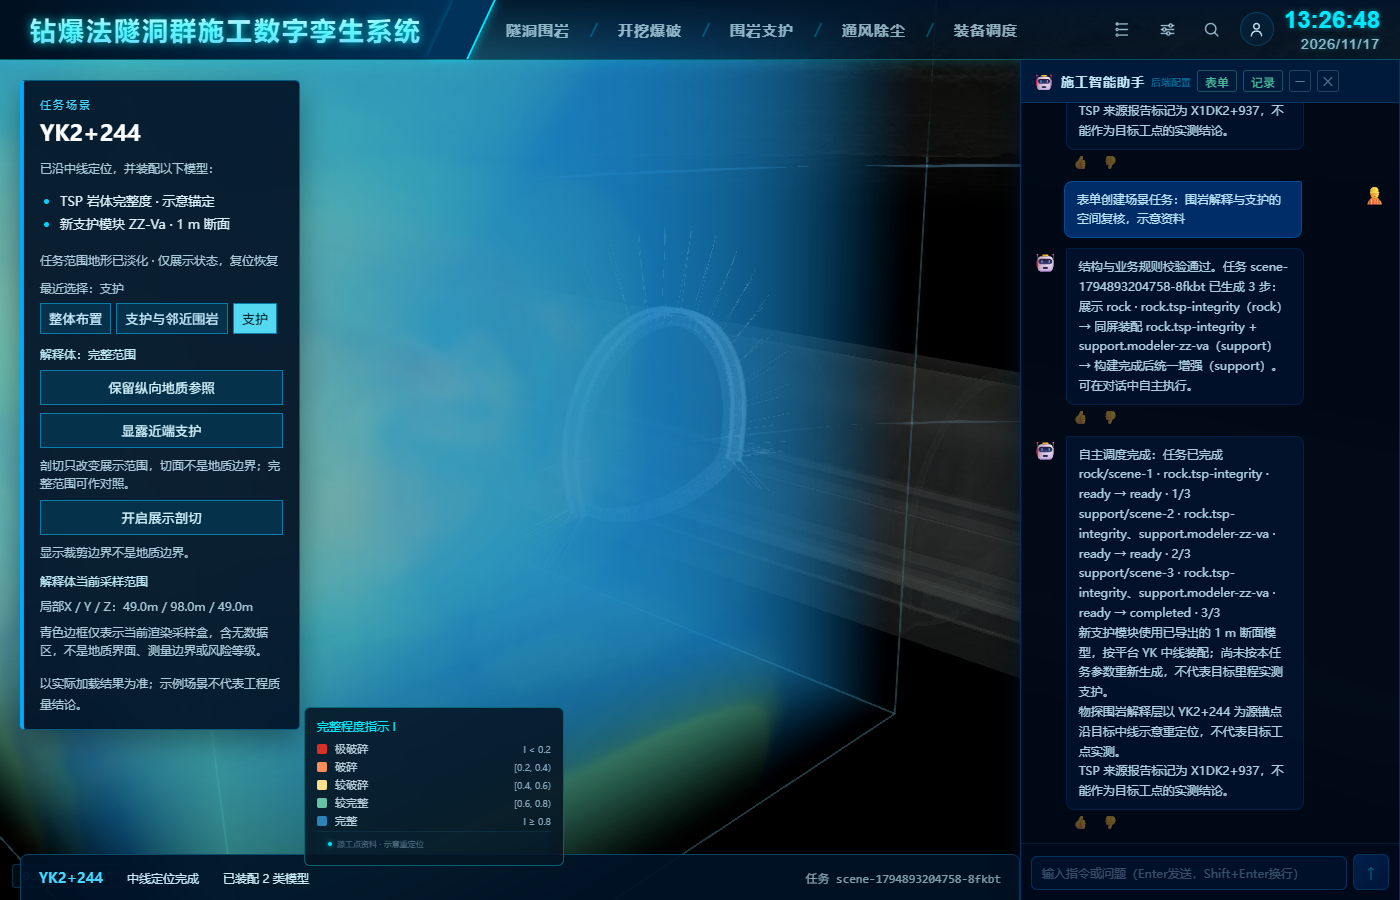 钻爆法隧洞群施工数字孪生系统
隧洞围岩 / 开挖爆破 / 围岩支护 / 通风除尘 / 装备调度
13:26:48
2026/11/17
任务场景
YK2+244
已沿中线定位，并装配以下模型：
TSP 岩体完整度 · 示意锚定
新支护模块 ZZ-Va · 1 m 断面
任务范围地形已淡化 · 仅展示状态，复位恢复
最近选择：支护
整体布置 支护与邻近围岩 支护
解释体：完整范围
保留纵向地质参照
显露近端支护
剖切只改变展示范围，切面不是地质边界；完
整范围可作对照。
开启展示剖切
显示裁剪边界不是地质边界。
解释体当前采样范围
局部X / Y / Z：49.0m / 98.0m / 49.0m
青色边框仅表示当前渲染采样盒，含无数据
区，不是地质界面、测量边界或风险等级。
以实际加载结果为准；示例场景不代表工程质
量结论。
完整程度指示 I
极破碎 I < 0.2
破碎 [0.2, 0.4)
较破碎 [0.4, 0.6)
较完整 [0.6, 0.8)
完整 I ≥ 0.8
源工点资料 · 示意重定位
YK2+244 中线定位完成 已装配 2 类模型 任务 scene-1794893204758-8fkbt
施工智能助手 后端配置 表单 记录
TSP 来源报告标记为 X1DK2+937，不
能作为目标工点的实测结论。
表单创建场景任务：围岩解释与支护的
空间复核，示意资料
结构与业务规则校验通过。任务 scene-
1794893204758-8fkbt 已生成 3 步：
展示 rock · rock.tsp-integrity（rock）
→ 同屏装配 rock.tsp-integrity +
support.modeler-zz-va（support）
→ 构建完成后统一增强（support）。
可在对话中自主执行。
自主调度完成：任务已完成
rock/scene-1 · rock.tsp-integrity ·
ready → ready · 1/3
support/scene-2 · rock.tsp-
integrity、support.modeler-zz-va ·
ready → ready · 2/3
support/scene-3 · rock.tsp-
integrity、support.modeler-zz-va ·
ready → completed · 3/3
新支护模块使用已导出的 1 m 断面模
型，按平台 YK 中线装配；尚未按本任
务参数重新生成，不代表目标里程实测
支护。
物探围岩解释层以 YK2+244 为源锚点
沿目标中线示意重定位，不代表目标工
点实测。
TSP 来源报告标记为 X1DK2+937，不
能作为目标工点的实测结论。
输入指令或问题（Enter发送，Shift+Enter换行）